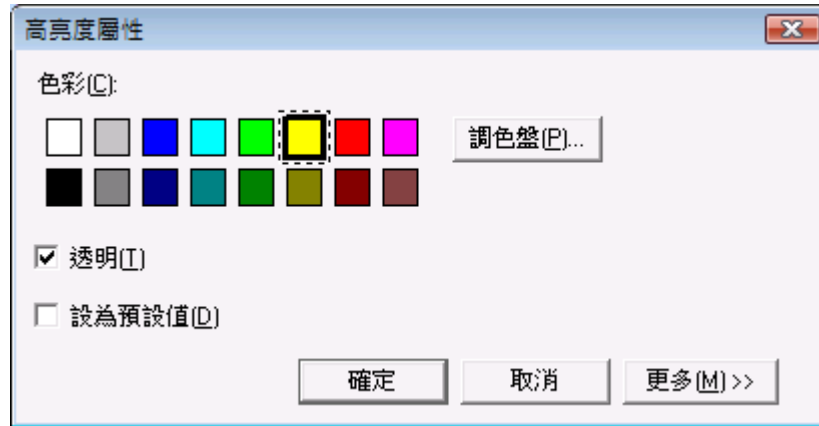 高亮度屬性
色彩(C):
調色盤(P)...
透明(T)
設為預設值(D)
確定 取消 更多(M)>>